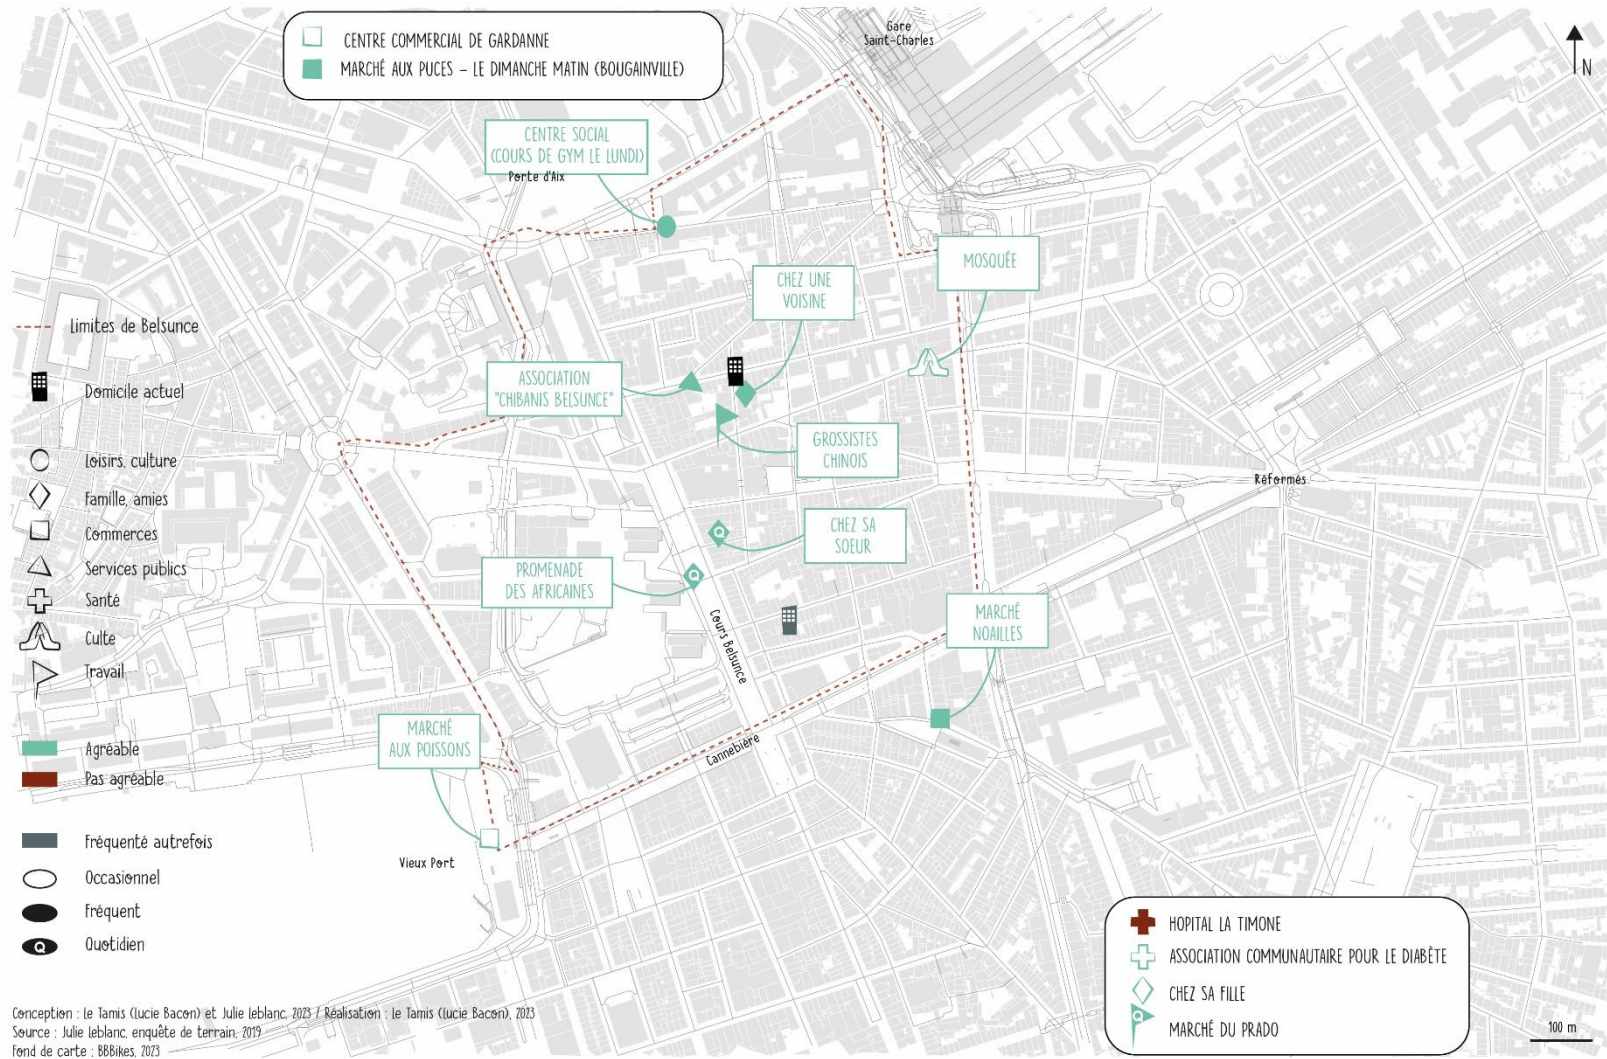 CENTRE COMMERCIAL DE GARDANNE
MARCHÉ AUX PUCES – LE DIMANCHE MATIN (BOUGAINVILLE)
Gare
Saint-Charles
N
CENTRE SOCIAL
(COURS DE GYM LE LUNDI)
Porte d'Aix
MOSQUÉE
CHEZ UNE
VOISINE
Limites de Belsunce
Domicile actuel
ASSOCIATION
"CHIBANIS BELSUNCE"
GROSSISTES
CHINOIS
Loisirs, culture
Famille, amies
Commerces
Services publics
Santé
Culte
Travail
Réformés
CHEZ SA
SOEUR
PROMENADE
DES AFRICAINES
Q
Q
Cours Belsunce
MARCHÉ
NOAILLES
MARCHÉ
AUX POISSONS
Cannebière
Agréable
Pas agréable
Vieux Port
Fréquenté autrefois
Occasionnel
Fréquent
Q
Quotidien
HOPITAL LA TIMONE
ASSOCIATION COMMUNAUTAIRE POUR LE DIABÈTE
CHEZ SA FILLE
Q
MARCHÉ DU PRADO
100 m
Conception : Le Tamis (Lucie Bacon) et Julie Leblanc, 2023 / Réalisation : Le Tamis (Lucie Bacon), 2023
Source : Julie Leblanc, enquête de terrain, 2019
Fond de carte : BBBikes, 2023